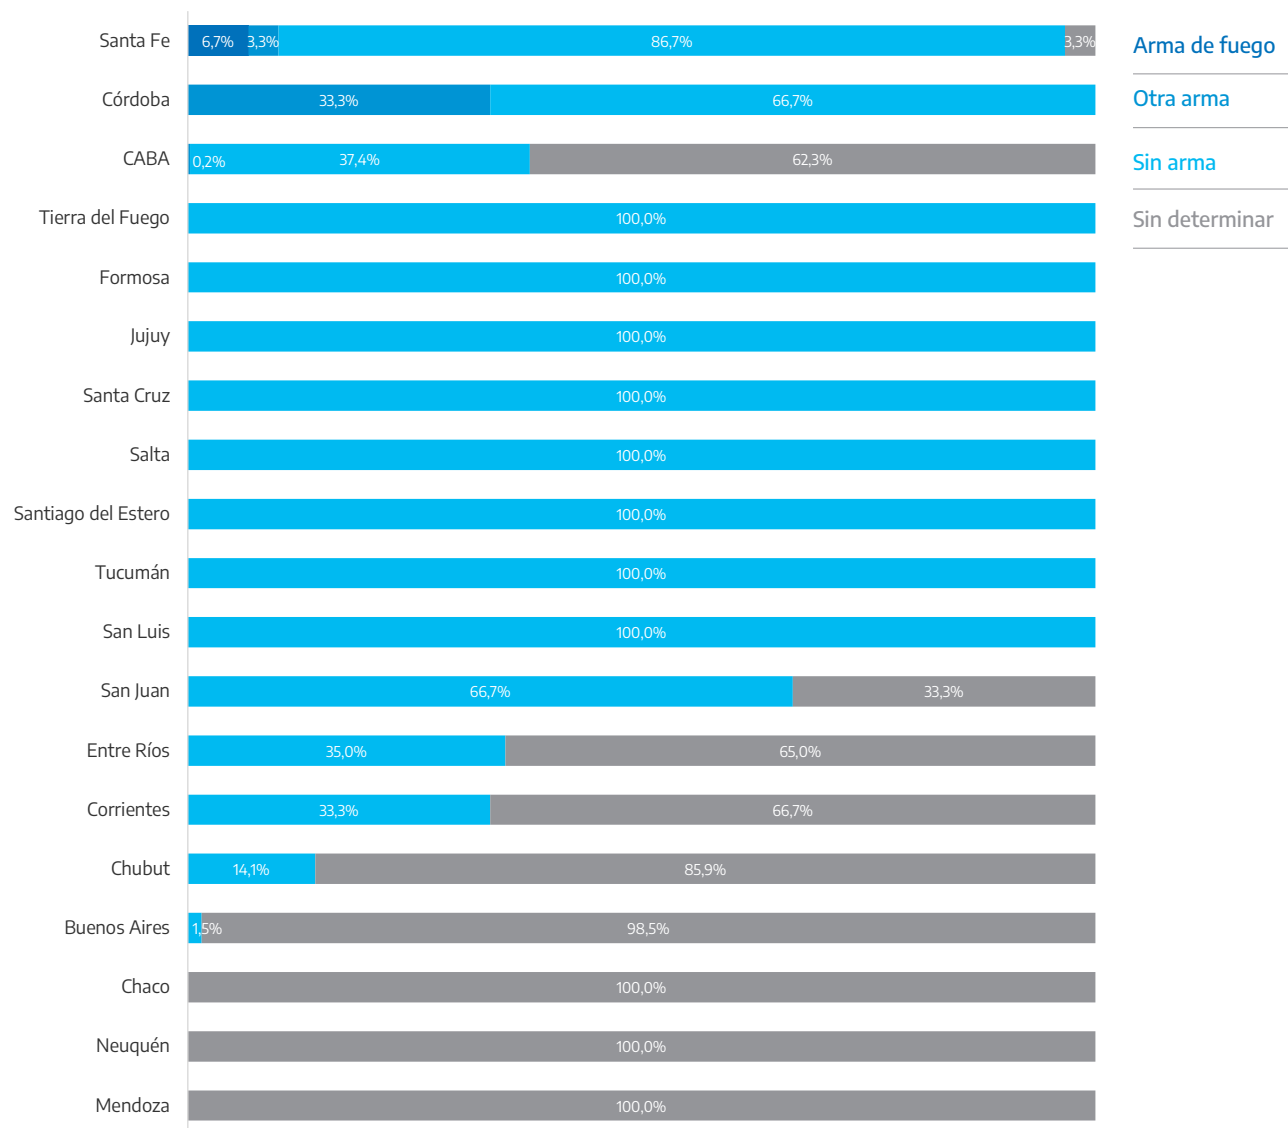 Santa Fe 6,7% 3,3% 86,7% 3,3%
Arma de fuego
Córdoba 33,3% 66,7%
Otra arma
CABA 0,2% 37,4% 62,3%
Sin arma
Tierra del Fuego 100,0%
Sin determinar
Formosa 100,0%
Jujuy 100,0%
Santa Cruz 100,0%
Salta 100,0%
Santiago del Estero 100,0%
Tucumán 100,0%
San Luis 100,0%
San Juan 66,7% 33,3%
Entre Ríos 35,0% 65,0%
Corrientes 33,3% 66,7%
Chubut 14,1% 85,9%
Buenos Aires 1,5% 98,5%
Chaco 100,0%
Neuquén 100,0%
Mendoza 100,0%